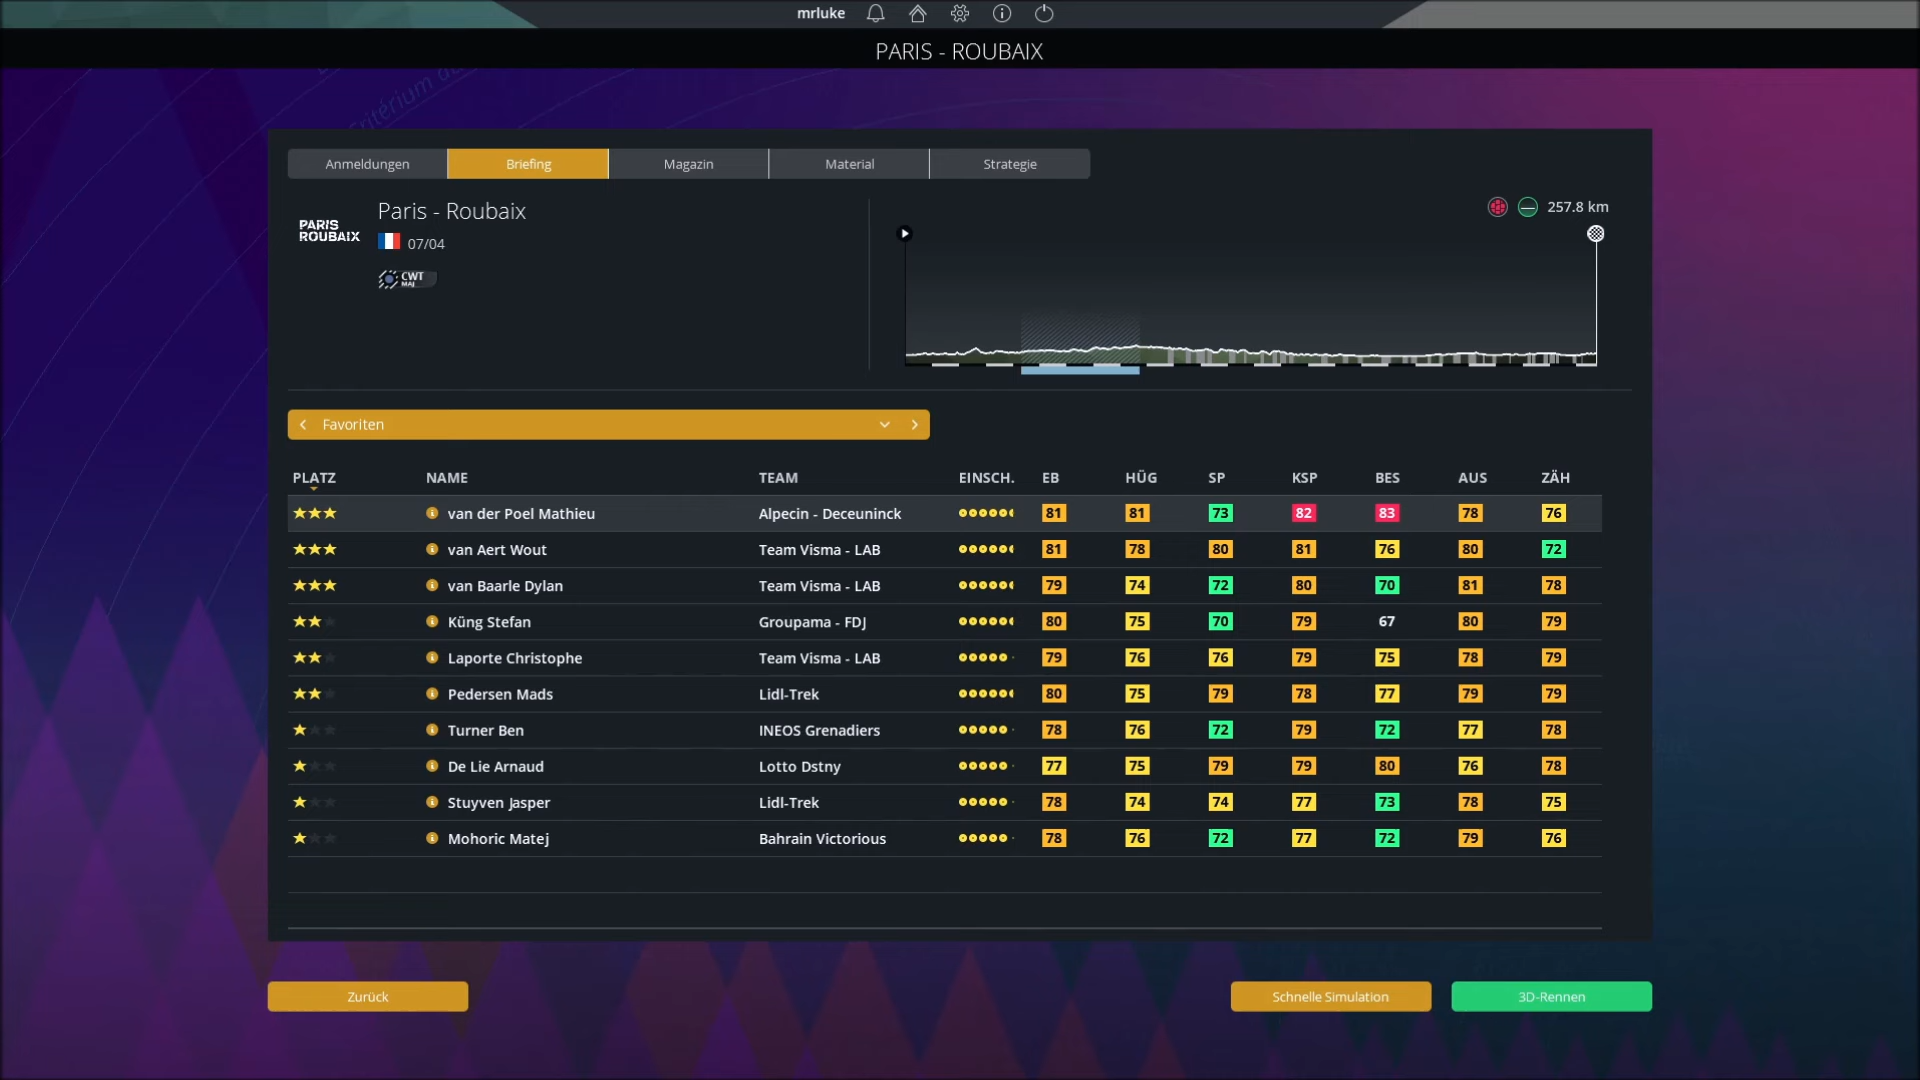 mrluke
PARIS - ROUBAIX
Critérium du
Anmeldungen Briefing Magazin Material Strategie
Paris - Roubaix
PARIS
ROUBAIX
07/04
CWT
MAJ
257.8 km
Favoriten
PLATZ NAME TEAM EINSCH. EB HÜG SP KSP BES AUS ZÄH
van der Poel Mathieu Alpecin - Deceuninck 81 81 73 82 83 78 76
van Aert Wout Team Visma - LAB 81 78 80 81 76 80 72
van Baarle Dylan Team Visma - LAB 79 74 72 80 70 81 78
Küng Stefan Groupama - FDJ 80 75 70 79 67 80 79
Laporte Christophe Team Visma - LAB 79 76 76 79 75 78 79
Pedersen Mads Lidl-Trek 80 75 79 78 77 79 79
Turner Ben INEOS Grenadiers 78 76 72 79 72 77 78
De Lie Arnaud Lotto Dstny 77 75 79 79 80 76 78
Stuyven Jasper Lidl-Trek 78 74 74 77 73 78 75
Mohoric Matej Bahrain Victorious 78 76 72 77 72 79 76
Zurück Schnelle Simulation 3D-Rennen